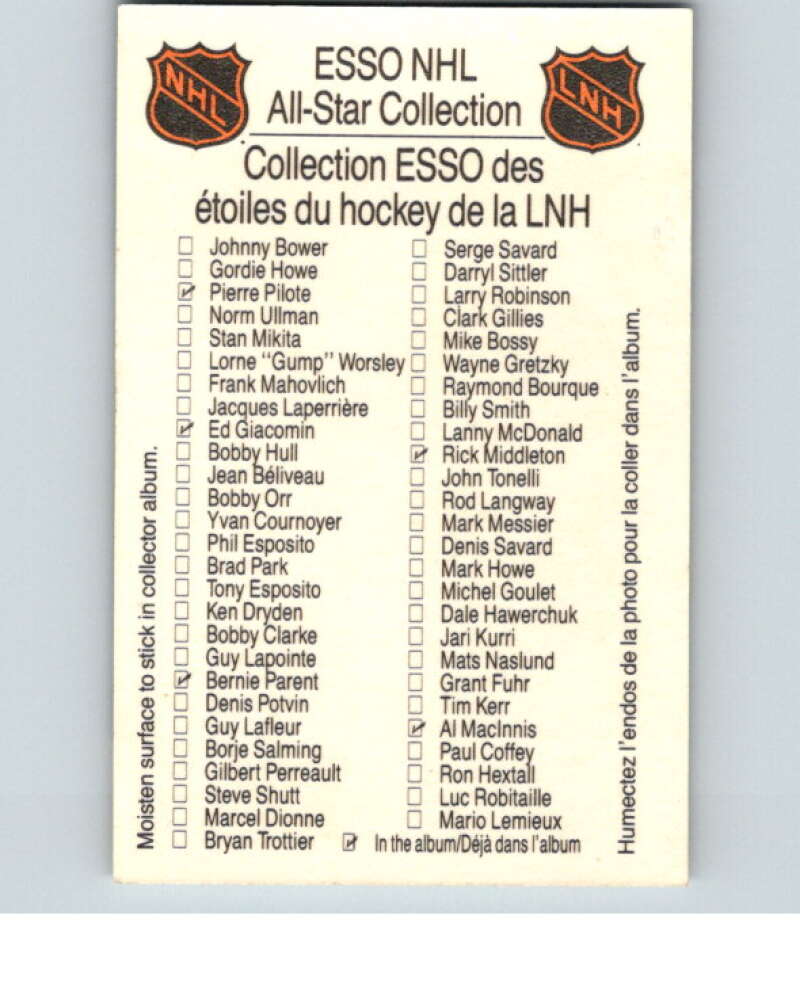 NHL
ESSO NHL
All-Star Collection
LNH
Collection ESSO des
étoiles du hockey de la LNH
Johnny Bower
Gordie Howe
Pierre Pilote
Norm Ullman
Stan Mikita
Lorne "Gump" Worsley
Frank Mahovlich
Jacques Laperrière
Ed Giacomin
Bobby Hull
Jean Béliveau
Bobby Orr
Yvan Cournoyer
Phil Esposito
Brad Park
Tony Esposito
Ken Dryden
Bobby Clarke
Guy Lapointe
Bernie Parent
Denis Potvin
Guy Lafleur
Borje Salming
Gilbert Perreault
Steve Shutt
Marcel Dionne
Bryan Trottier
Serge Savard
Darryl Sittler
Larry Robinson
Clark Gillies
Mike Bossy
Wayne Gretzky
Raymond Bourque
Billy Smith
Lanny McDonald
Rick Middleton
John Tonelli
Rod Langway
Mark Messier
Denis Savard
Mark Howe
Michel Goulet
Dale Hawerchuk
Jari Kurri
Mats Naslund
Grant Fuhr
Tim Kerr
Al MacInnis
Paul Coffey
Ron Hextall
Luc Robitaille
Mario Lemieux
In the album/Déjà dans l'album
Moisten surface to stick in collector album.
Humectez l'endos de la photo pour la coller dans l'album.